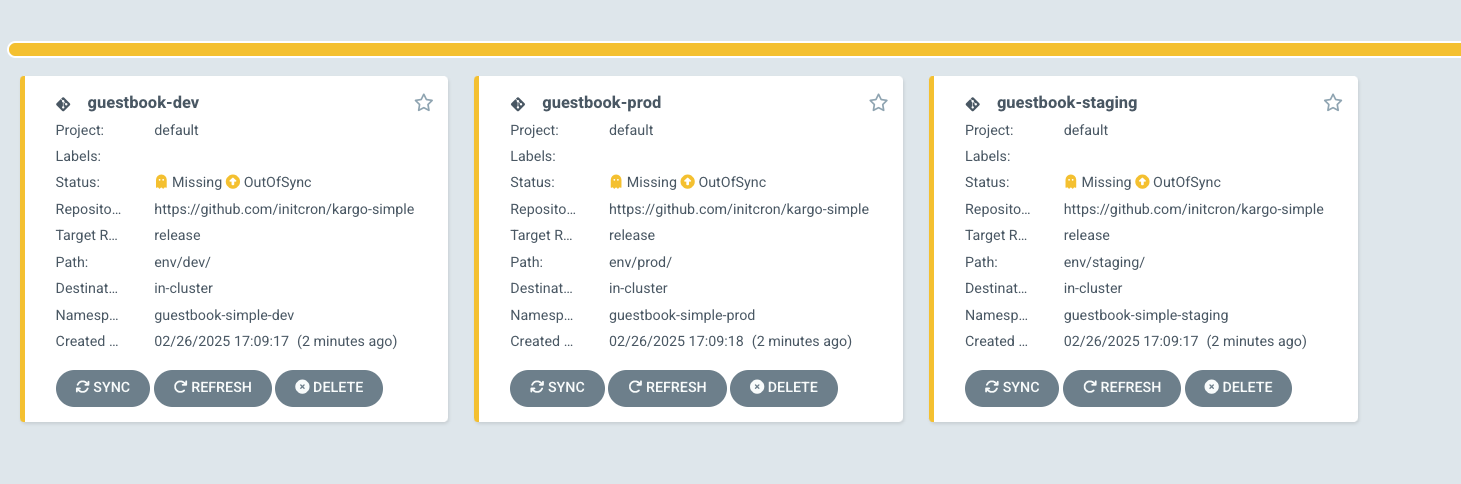 guestbook-dev
Project: default
Labels:
Status: Missing OutOfSync
Reposito... https://github.com/initcron/kargo-simple
Target R... release
Path: env/dev/
Destinat... in-cluster
Namesp... guestbook-simple-dev
Created ... 02/26/2025 17:09:17 (2 minutes ago)
SYNC REFRESH DELETE
guestbook-prod
Project: default
Labels:
Status: Missing OutOfSync
Reposito... https://github.com/initcron/kargo-simple
Target R... release
Path: env/prod/
Destinat... in-cluster
Namesp... guestbook-simple-prod
Created ... 02/26/2025 17:09:18 (2 minutes ago)
SYNC REFRESH DELETE
guestbook-staging
Project: default
Labels:
Status: Missing OutOfSync
Reposito... https://github.com/initcron/kargo-simple
Target R... release
Path: env/staging/
Destinat... in-cluster
Namesp... guestbook-simple-staging
Created ... 02/26/2025 17:09:17 (2 minutes ago)
SYNC REFRESH DELETE